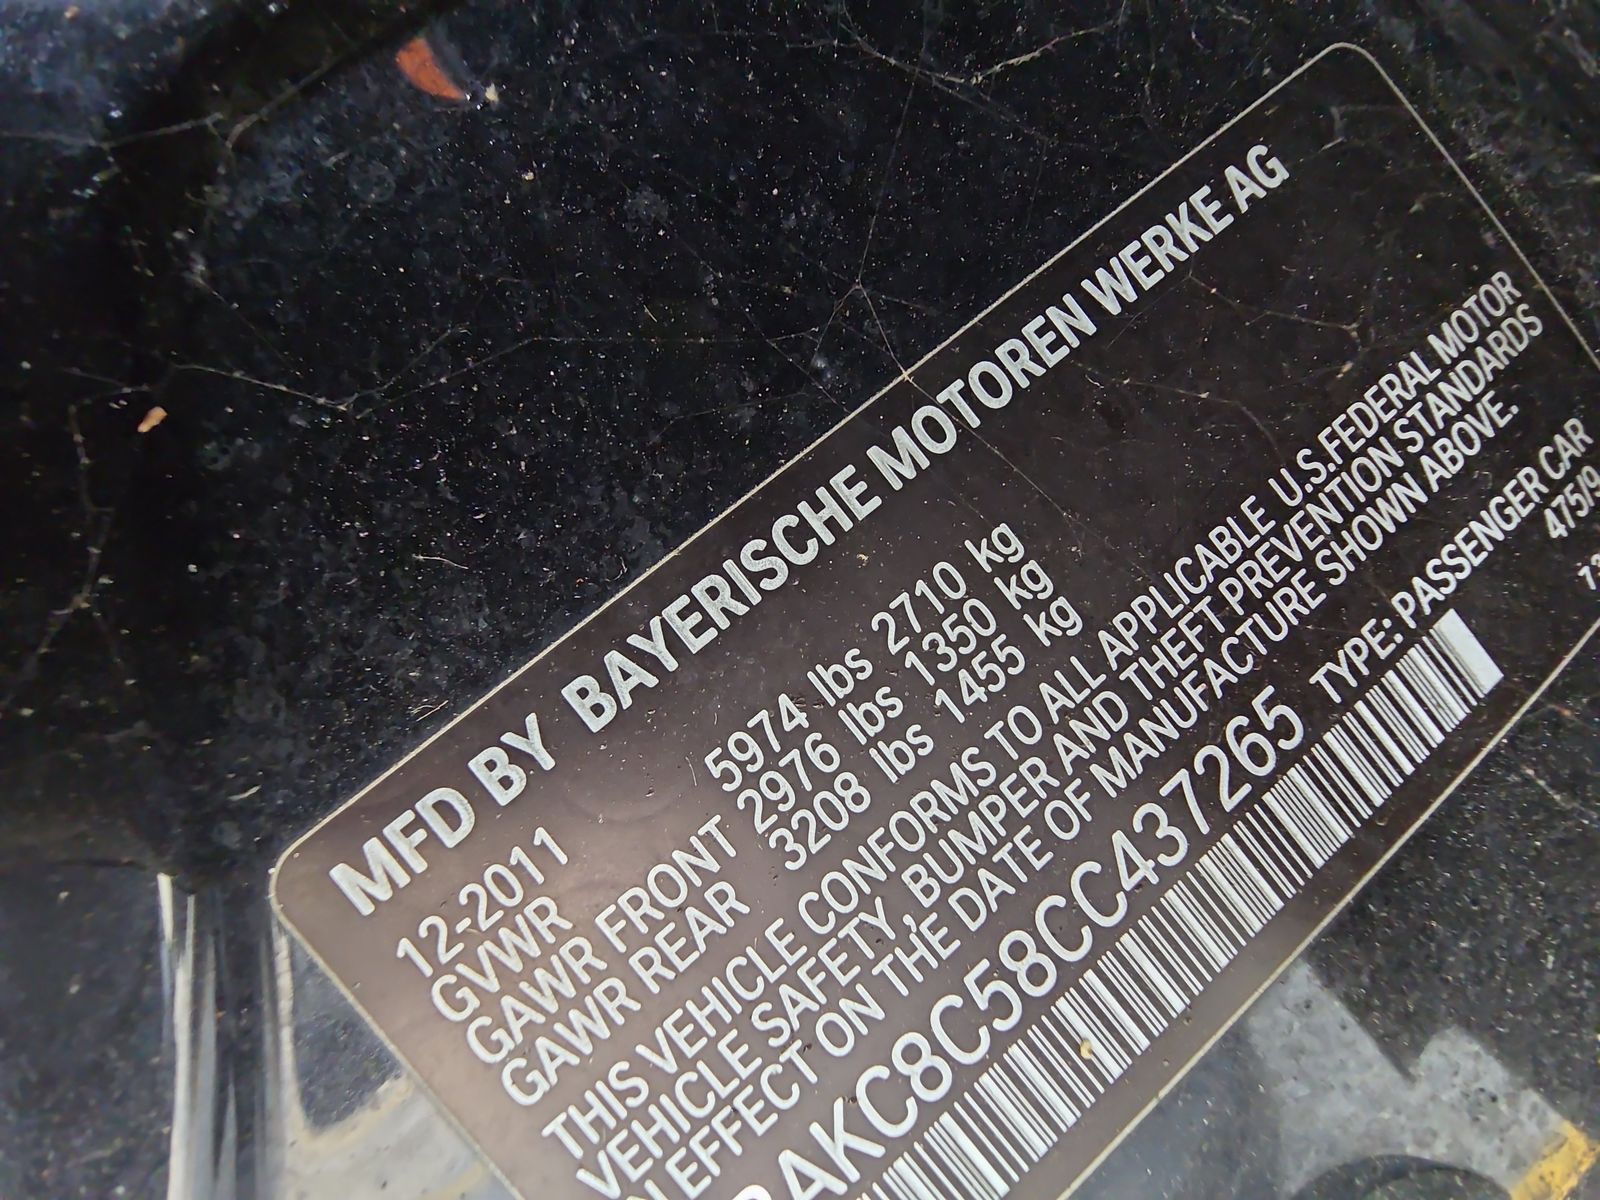 MFD BY BAYERISCHE MOTOREN WERKE AG
12-2011
GVWR 5974 lbs 2710 kg
GAWR FRONT 2976 lbs 1350 kg
GAWR REAR 3208 lbs 1455 kg
THIS VEHICLE CONFORMS TO ALL APPLICABLE U.S.FEDERAL MOTOR
VEHICLE SAFETY, BUMPER AND THEFT PREVENTION STANDARDS
N EFFECT ON THE DATE OF MANUFACTURE SHOWN ABOVE.
AKC8C58CC437265 TYPE: PASSENGER CAR
475/9